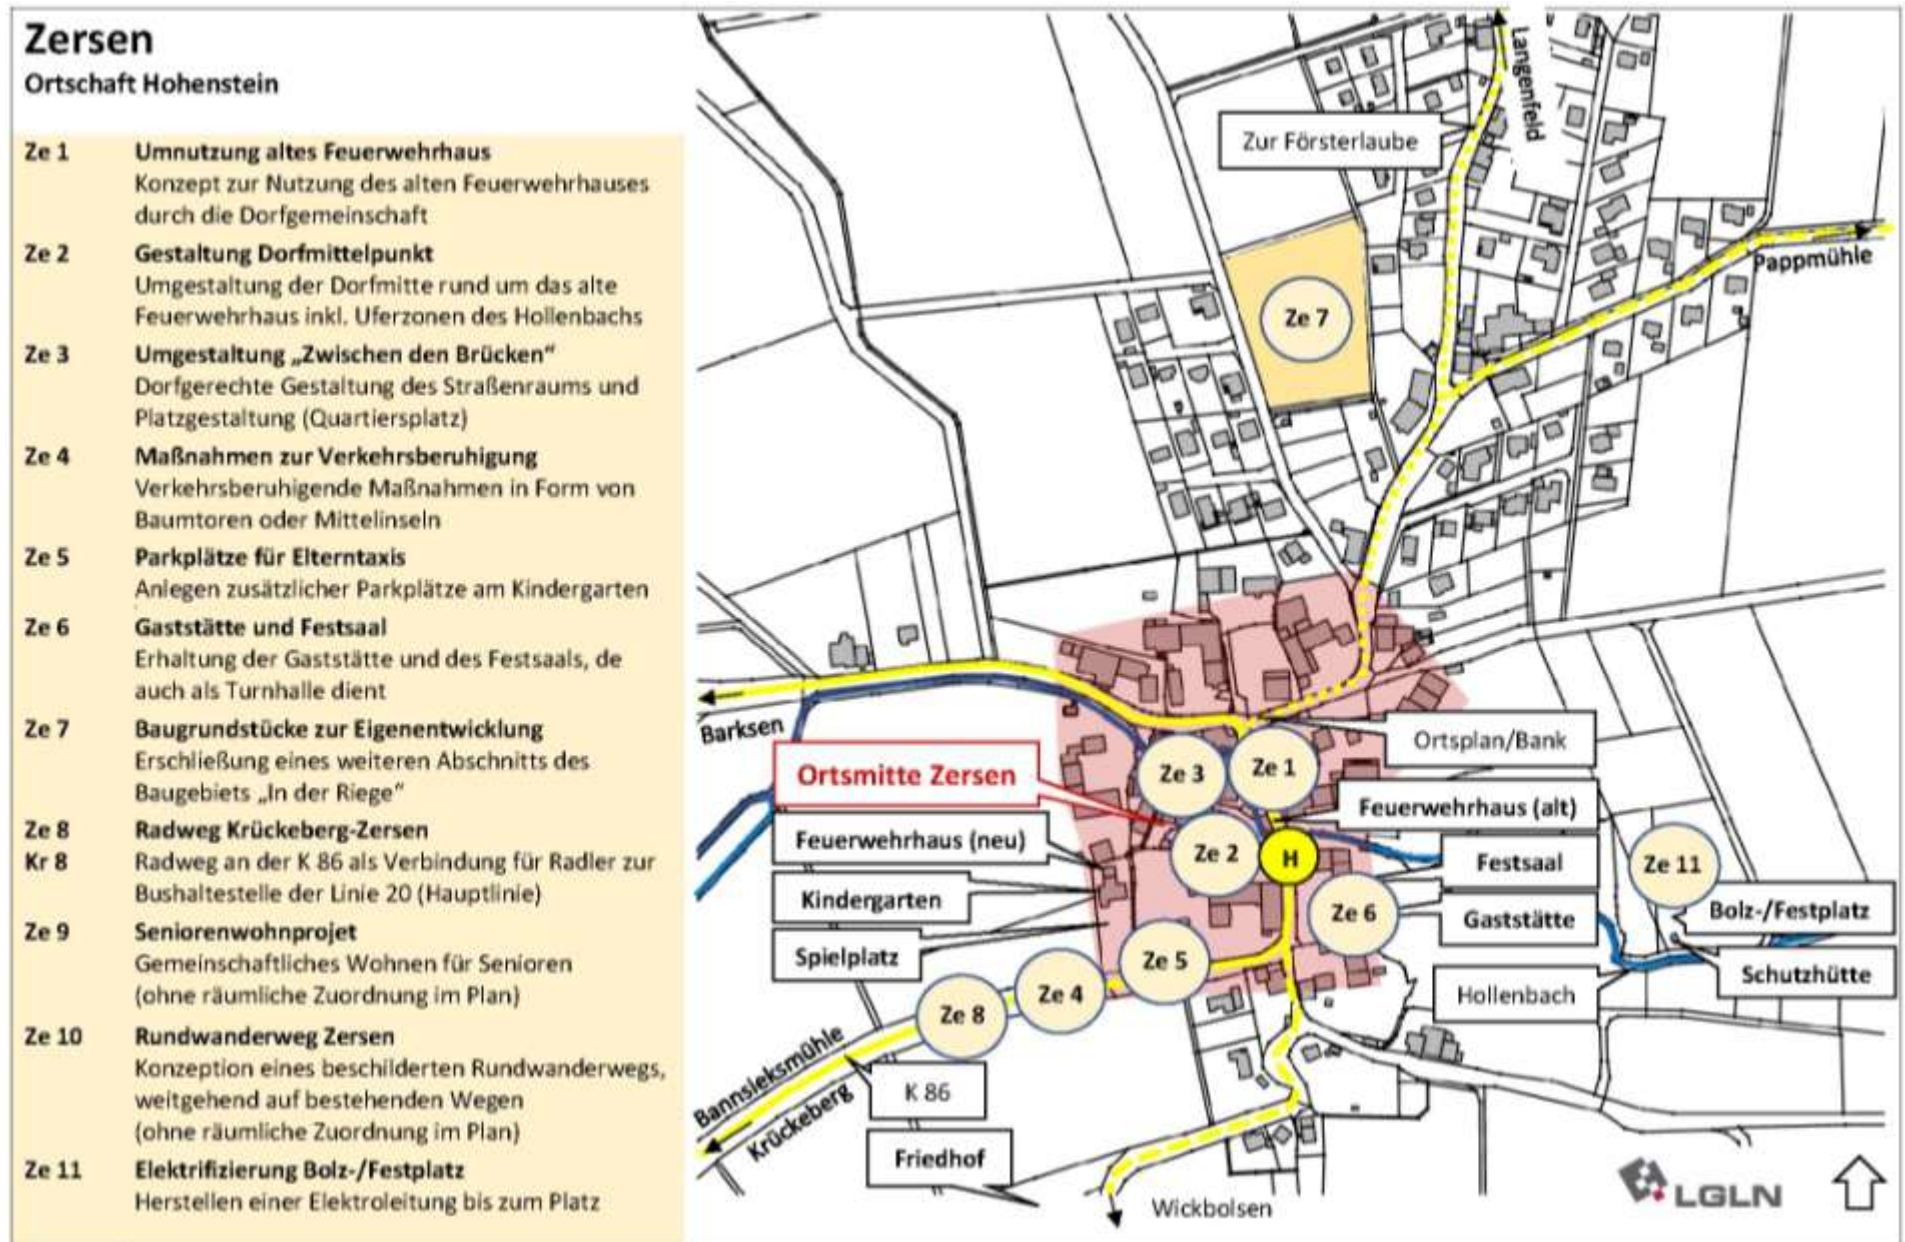 Zersen
Ortschaft Hohenstein
Ze 1 Umnutzung altes Feuerwehrhaus
Konzept zur Nutzung des alten Feuerwehrhauses
durch die Dorfgemeinschaft
Ze 2 Gestaltung Dorfmittelpunkt
Umgestaltung der Dorfmitte rund um das alte
Feuerwehrhaus inkl. Uferzonen des Hollenbachs
Ze 3 Umgestaltung „Zwischen den Brücken“
Dorfgerechte Gestaltung des Straßenraums und
Platzgestaltung (Quartiersplatz)
Ze 4 Maßnahmen zur Verkehrsberuhigung
Verkehrsberuhigende Maßnahmen in Form von
Baumtoren oder Mittelinseln
Ze 5 Parkplätze für Elterntaxis
Anlegen zusätzlicher Parkplätze am Kindergarten
Ze 6 Gaststätte und Festsaal
Erhaltung der Gaststätte und des Festsaals, de
auch als Turnhalle dient
Ze 7 Baugrundstücke zur Eigenentwicklung
Erschließung eines weiteren Abschnitts des
Baugebiets „In der Riege“
Ze 8 Radweg Krückeberg-Zersen
Kr 8 Radweg an der K 86 als Verbindung für Radler zur
Bushaltestelle der Linie 20 (Hauptlinie)
Ze 9 Seniorenwohnprojet
Gemeinschaftliches Wohnen für Senioren
(ohne räumliche Zuordnung im Plan)
Ze 10 Rundwanderweg Zersen
Konzeption eines beschilderten Rundwanderwegs,
weitgehend auf bestehenden Wegen
(ohne räumliche Zuordnung im Plan)
Ze 11 Elektrifizierung Bolz-/Festplatz
Herstellen einer Elektroleitung bis zum Platz
Langenfeld
Zur Försterlaube
Pappmühle
Ze 7
Barksen
Ortsplan/Bank
Ortsmitte Zersen
Ze 3
Ze 1
Feuerwehrhaus (alt)
Feuerwehrhaus (neu)
Ze 2
H
Festsaal
Ze 11
Kindergarten
Ze 6
Gaststätte
Bolz-/Festplatz
Spielplatz
Ze 5
Schutzhütte
Ze 4
Hollenbach
Ze 8
Bannsieksmühle
K 86
Krückeberg
Friedhof
Wickbolsen
LGLN